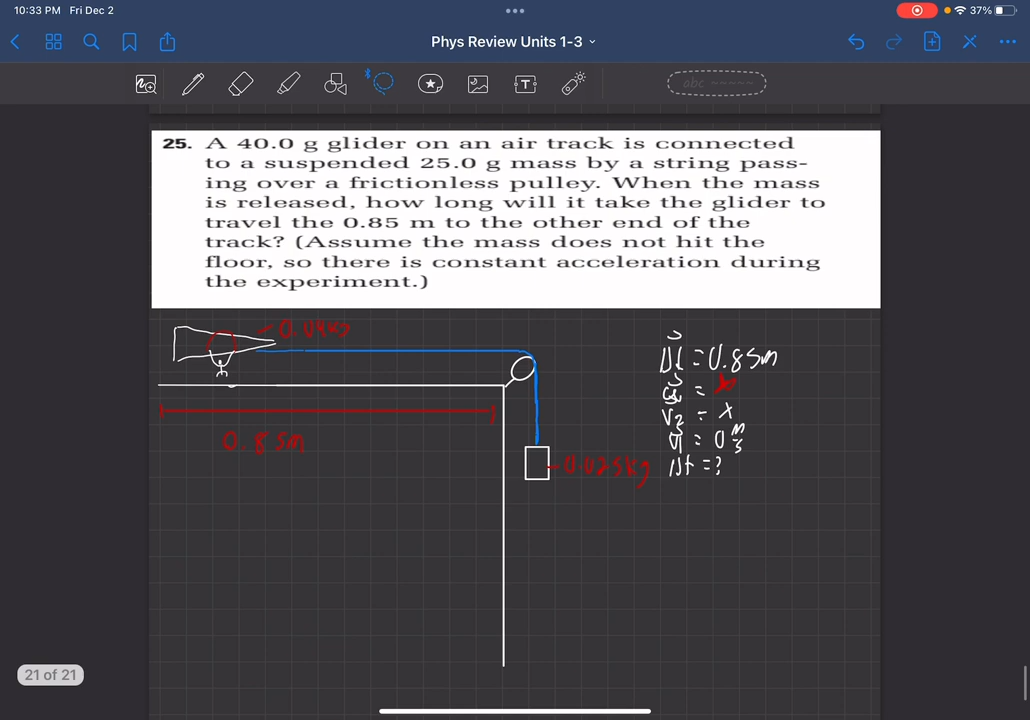 10:33 PM Fri Dec 2
37%
Phys Review Units 1-3
abc
25. A 40.0 g glider on an air track is connected
to a suspended 25.0 g mass by a string pass-
ing over a frictionless pulley. When the mass
is released, how long will it take the glider to
travel the 0.85 m to the other end of the
track? (Assume the mass does not hit the
floor, so there is constant acceleration during
the experiment.)
0.04kg
0.85m
0.025kg
Δd = 0.85m
a =
v2 = x
v1 = 0 m/s
Δt = ?
21 of 21